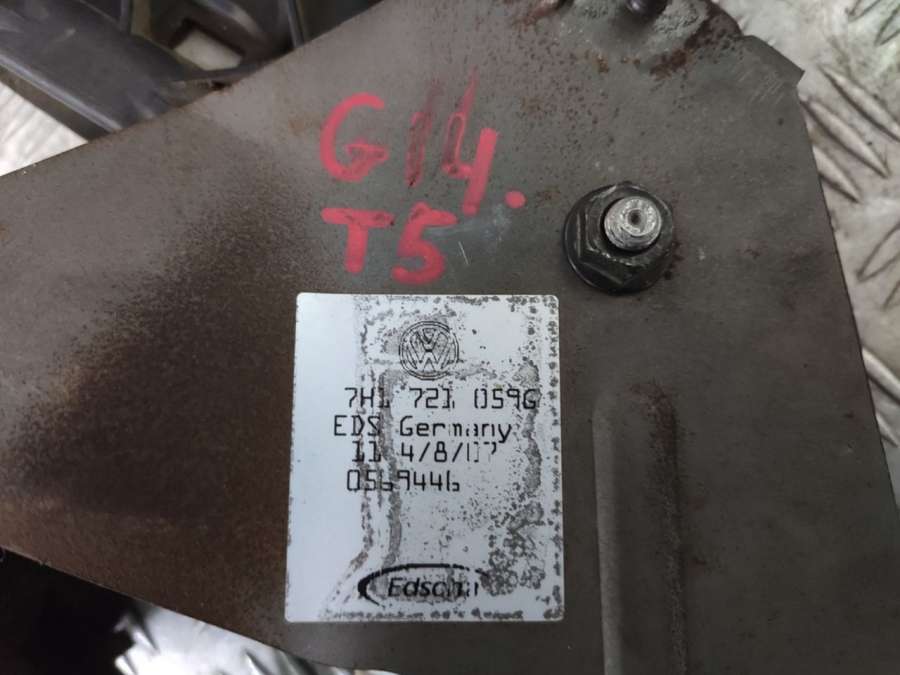 G14.
T5
7H1 721 059G
EDS Germany
11 4/8/07
0569446
Edscha